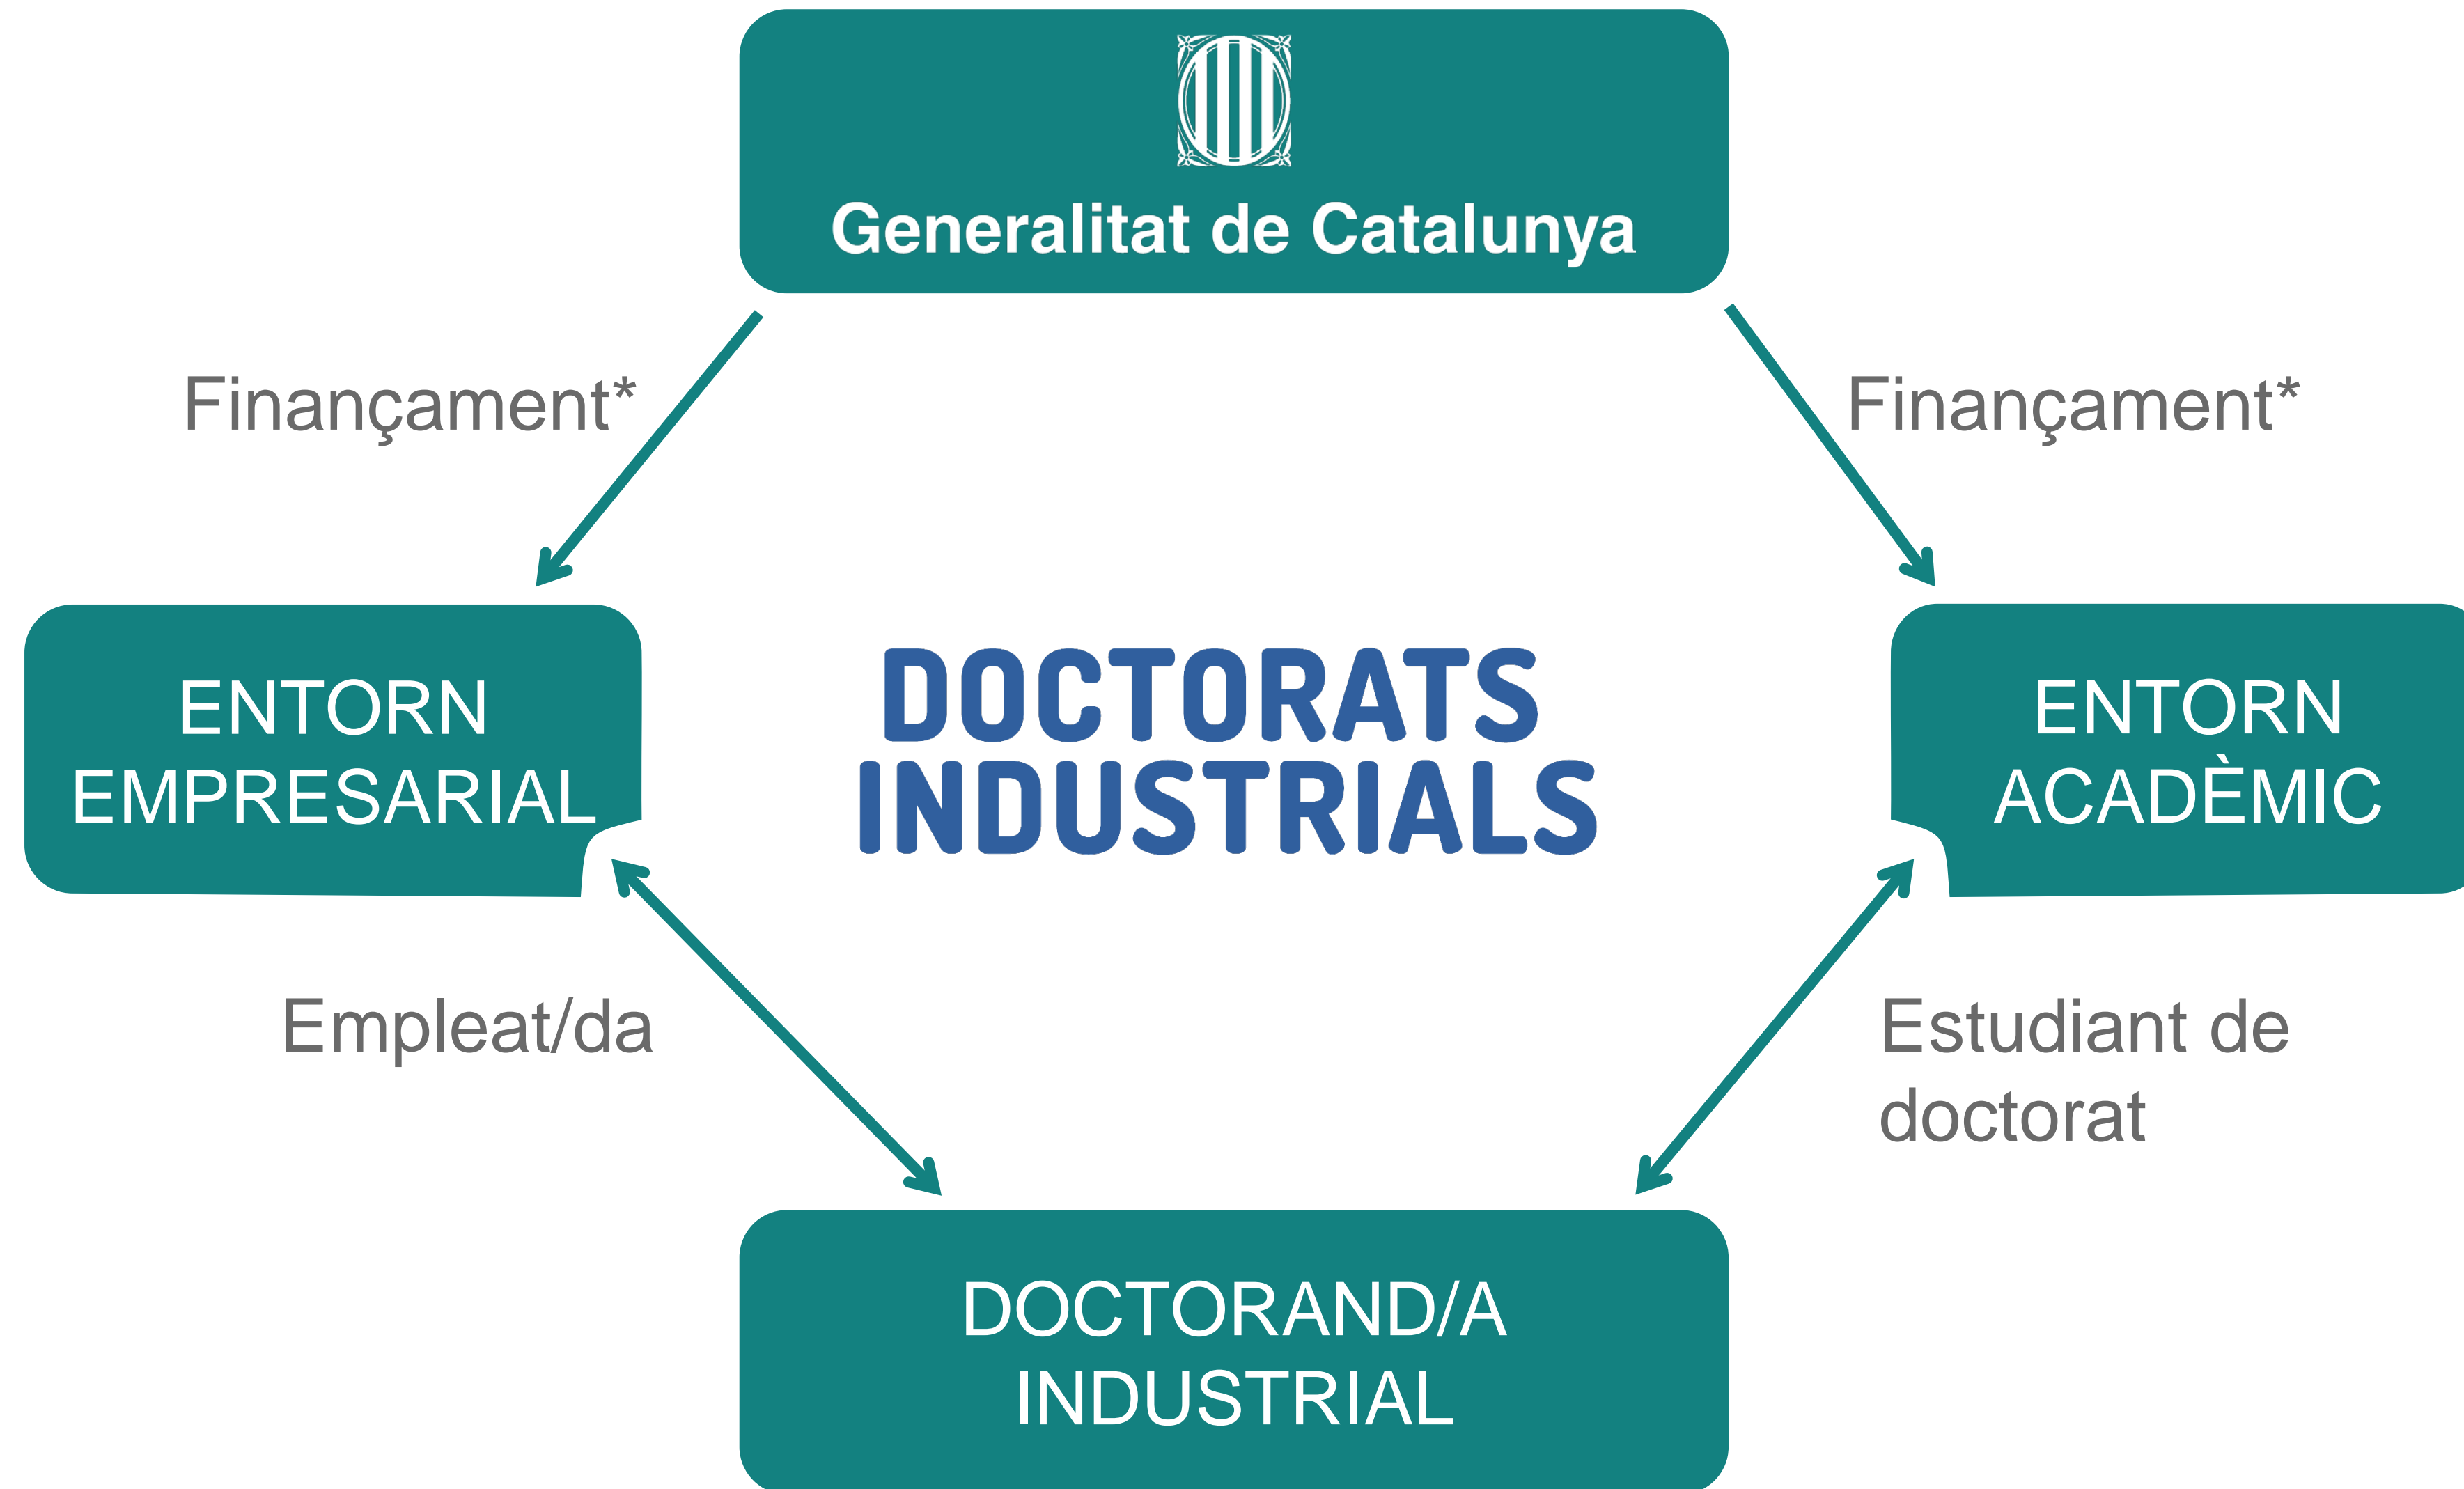 Generalitat de Catalunya
Finançament*
Finançament*
ENTORN
EMPRESARIAL
DOCTORATS
INDUSTRIALS
ENTORN
ACADÈMIC
Empleat/da
Estudiant de
doctorat
DOCTORAND/A
INDUSTRIAL